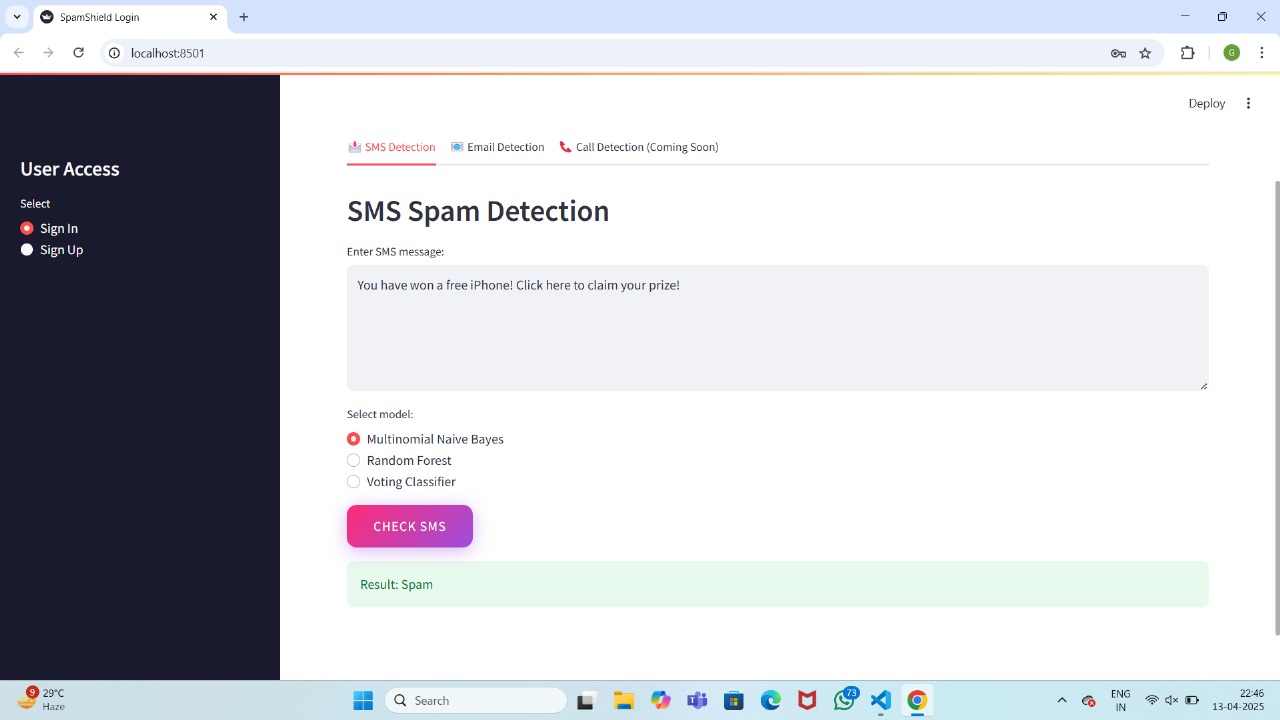 SpamShield Login
localhost:8501
G
Deploy
User Access
Select
Sign In
Sign Up
SMS Detection
Email Detection
Call Detection (Coming Soon)
SMS Spam Detection
Enter SMS message:
You have won a free iPhone! Click here to claim your prize!
Select model:
Multinomial Naive Bayes
Random Forest
Voting Classifier
CHECK SMS
Result: Spam
9
29°C
Haze
Search
73
ENG
IN
22:46
13-04-2025